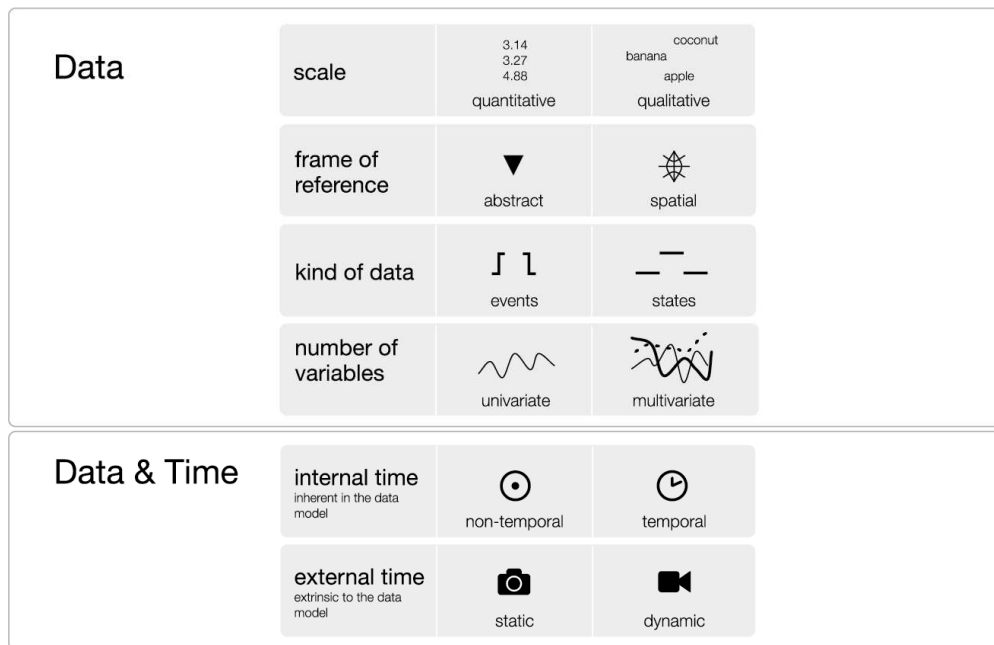 Data
scale
3.14
3.27
4.88
quantitative
coconut
banana
apple
qualitative
frame of
reference
abstract
spatial
kind of data
events
states
number of
variables
univariate
multivariate
Data & Time
internal time
inherent in the data
model
non-temporal
temporal
external time
extrinsic to the data
model
static
dynamic